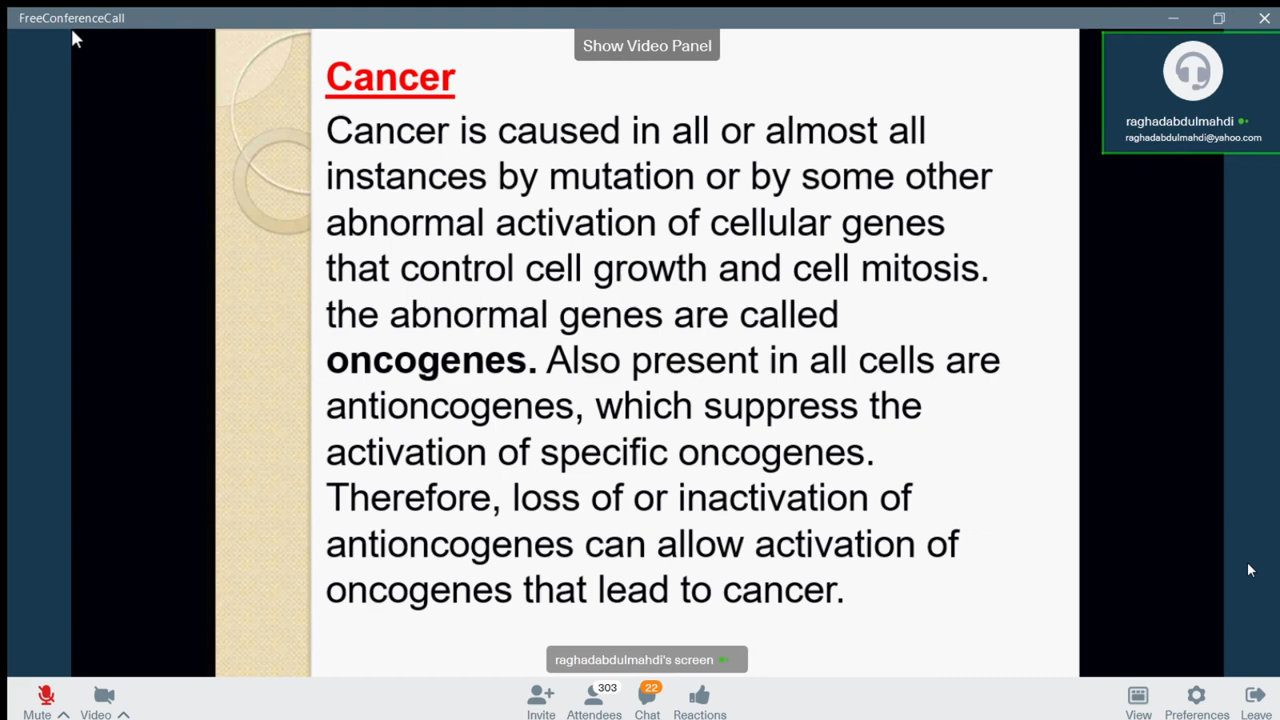 FreeConferenceCall
Show Video Panel
raghadabdulmahdi
raghadabdulmahdi@yahoo.com
Cancer
Cancer is caused in all or almost all
instances by mutation or by some other
abnormal activation of cellular genes
that control cell growth and cell mitosis.
the abnormal genes are called
oncogenes. Also present in all cells are
antioncogenes, which suppress the
activation of specific oncogenes.
Therefore, loss of or inactivation of
antioncogenes can allow activation of
oncogenes that lead to cancer.
raghadabdulmahdi's screen
303
22
Mute
Video
Invite
Attendees
Chat
Reactions
View
Preferences
Leave